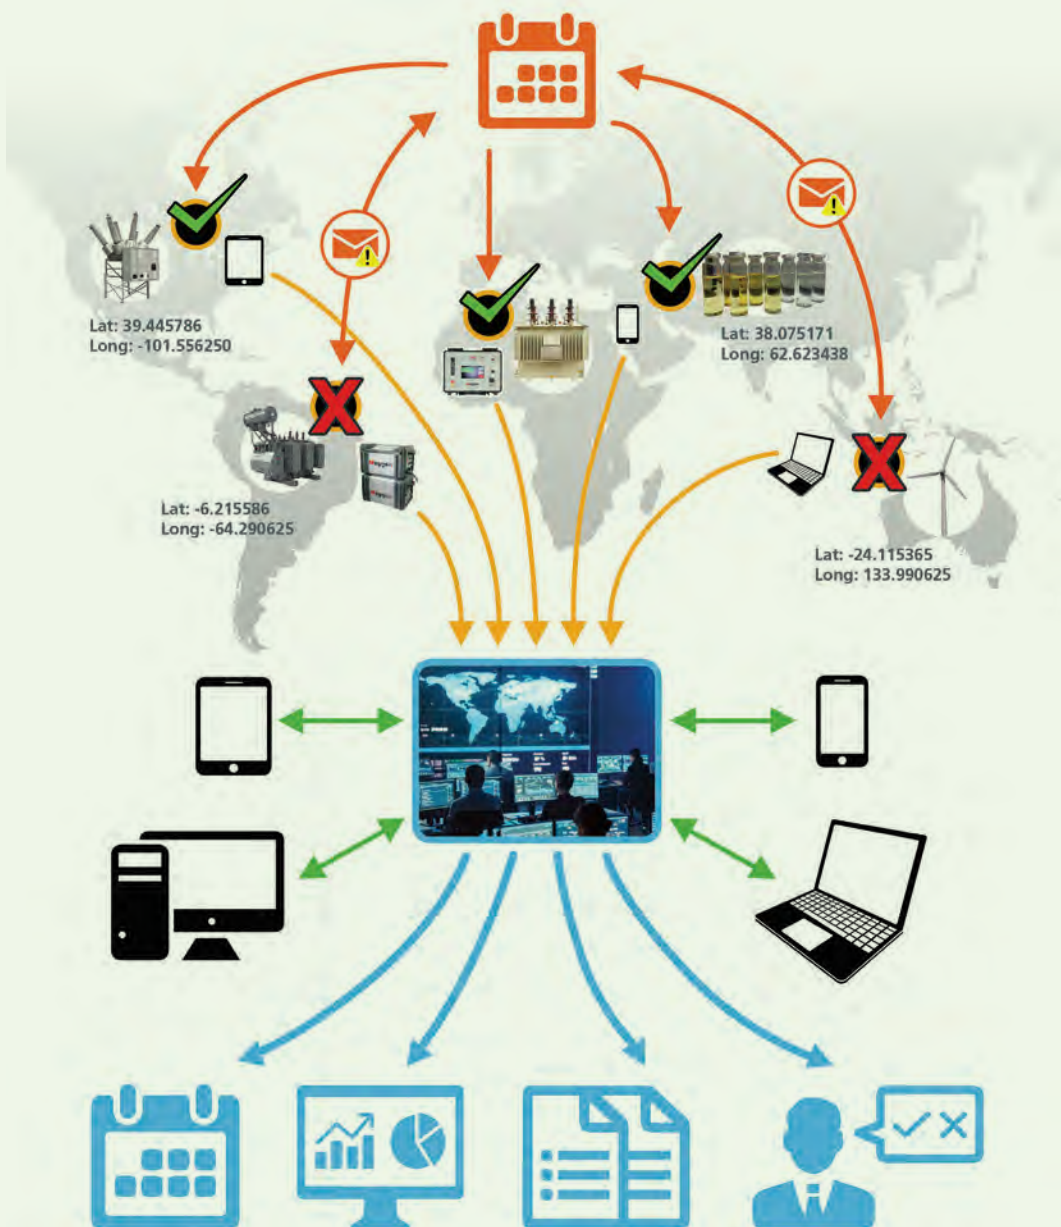 Lat: 39.445786
Long: -101.556250
Lat: 38.075171
Long: 62.623438
Lat: -6.215586
Long: -64.290625
Lat: -24.115365
Long: 133.990625